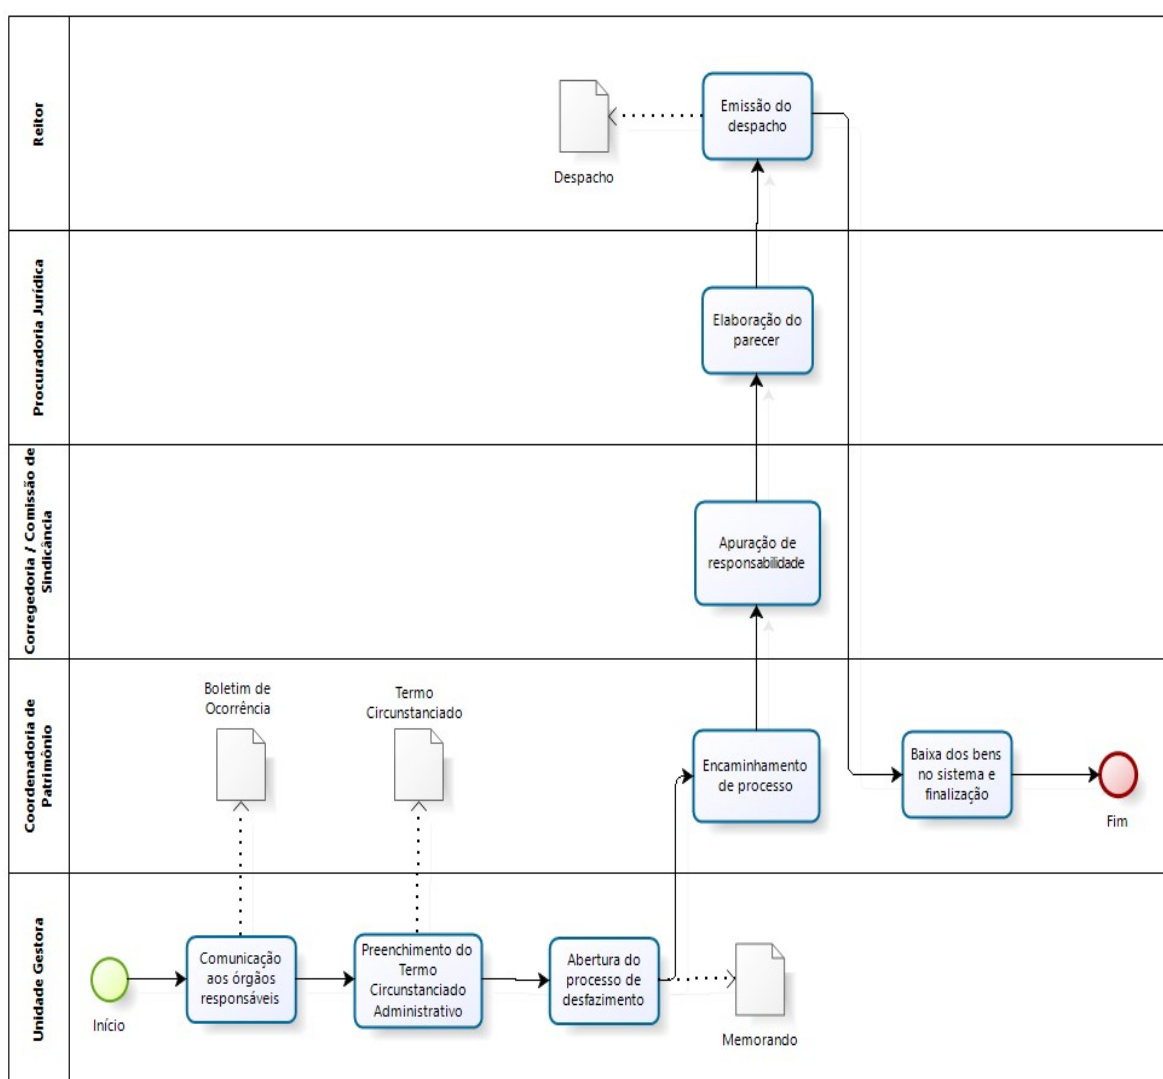 Reitor
Emissão do
despacho
Despacho
Procuradoria Jurídica
Elaboração do
parecer
Corregedoria / Comissão de
Sindicância
Apuração de
responsabilidade
Coordenadoria de
Patrimônio
Boletim de
Ocorrência
Termo
Circunstanciado
Encaminhamento
de processo
Baixa dos bens
no sistema e
finalização
Fim
Unidade Gestora
Início
Comunicação
aos órgãos
responsáveis
Preenchimento do
Termo
Circunstanciado
Administrativo
Abertura do
processo de
desfazimento
Memorando